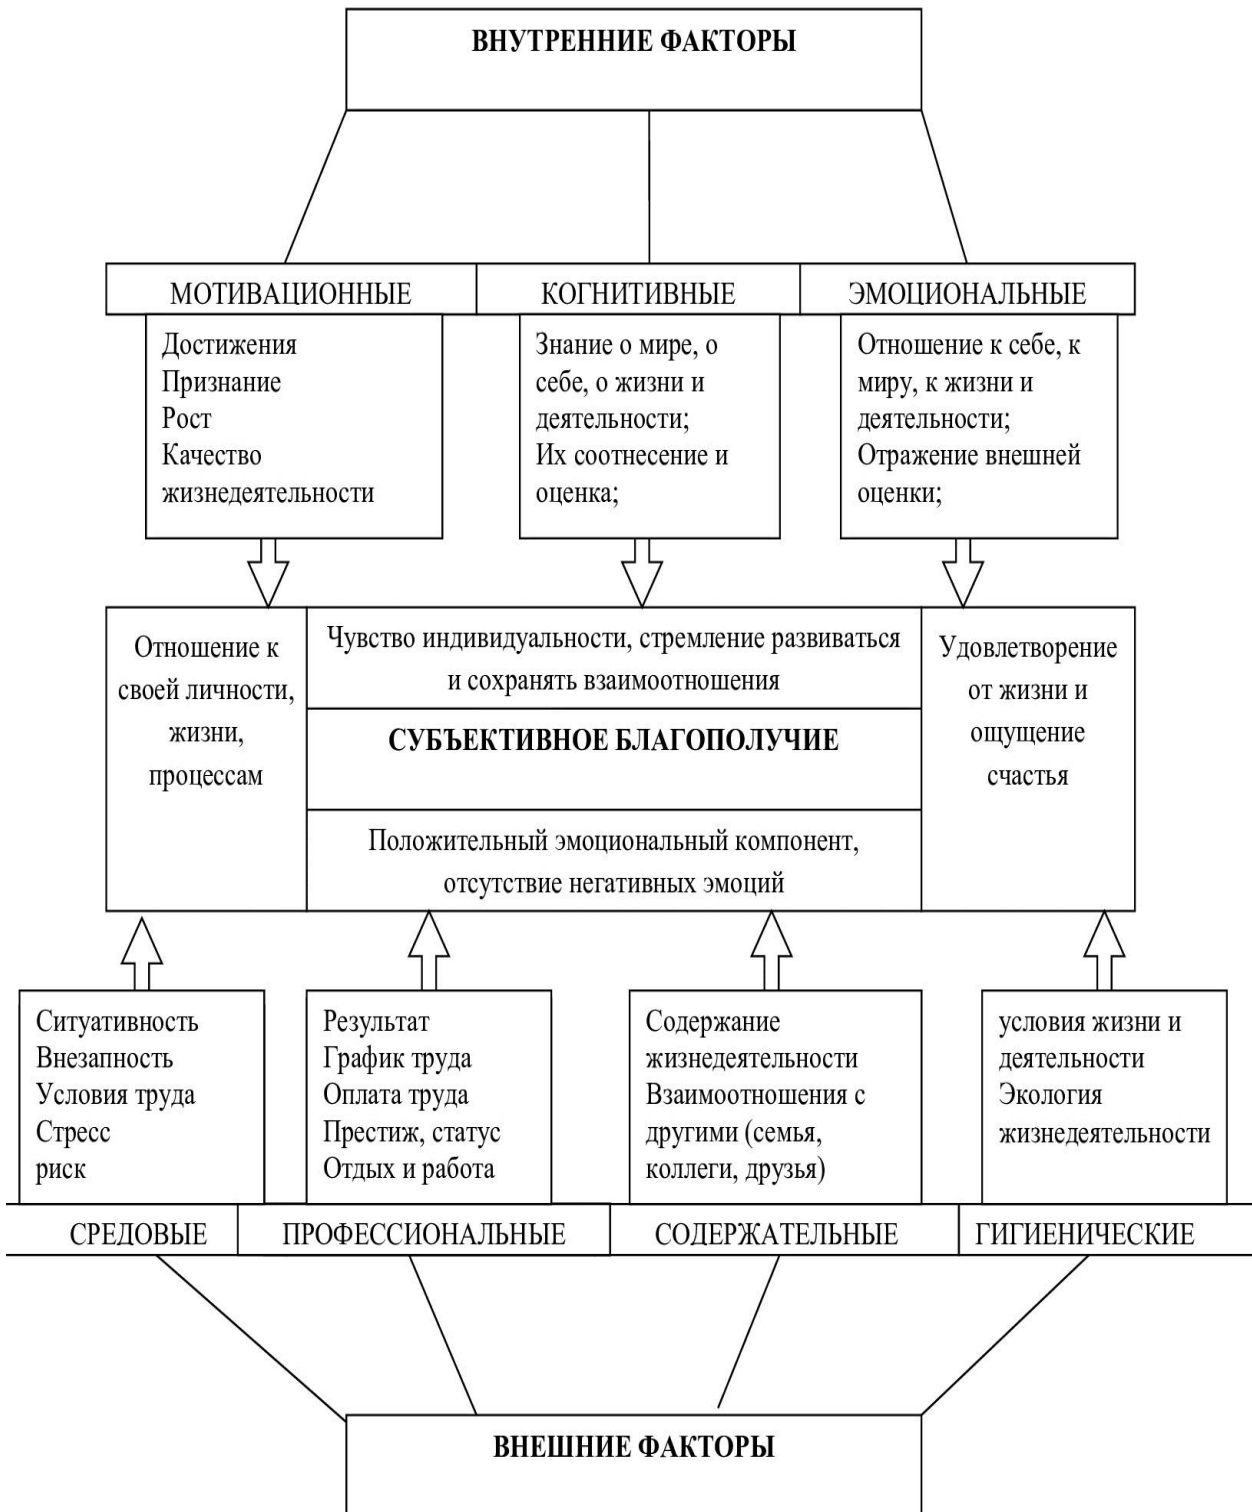 ВНУТРЕННИЕ ФАКТОРЫ
МОТИВАЦИОННЫЕ
КОГНИТИВНЫЕ
ЭМОЦИОНАЛЬНЫЕ
Достижения
Признание
Рост
Качество
жизнедеятельности
Знание о мире, о
себе, о жизни и
деятельности;
Их соотнесение и
оценка;
Отношение к себе, к
миру, к жизни и
деятельности;
Отражение внешней
оценки;
Отношение к
своей личности,
жизни,
процессам
Чувство индивидуальности, стремление развиваться
и сохранять взаимоотношения
СУБЪЕКТИВНОЕ БЛАГОПОЛУЧИЕ
Положительный эмоциональный компонент,
отсутствие негативных эмоций
Удовлетворение
от жизни и
ощущение
счастья
Ситуативность
Внезапность
Условия труда
Стресс
риск
Результат
График труда
Оплата труда
Престиж, статус
Отдых и работа
Содержание
жизнедеятельности
Взаимоотношения с
другими (семья,
коллеги, друзья)
условия жизни и
деятельности
Экология
жизнедеятельности
СРЕДОВЫЕ
ПРОФЕССИОНАЛЬНЫЕ
СОДЕРЖАТЕЛЬНЫЕ
ГИГИЕНИЧЕСКИЕ
ВНЕШНИЕ ФАКТОРЫ